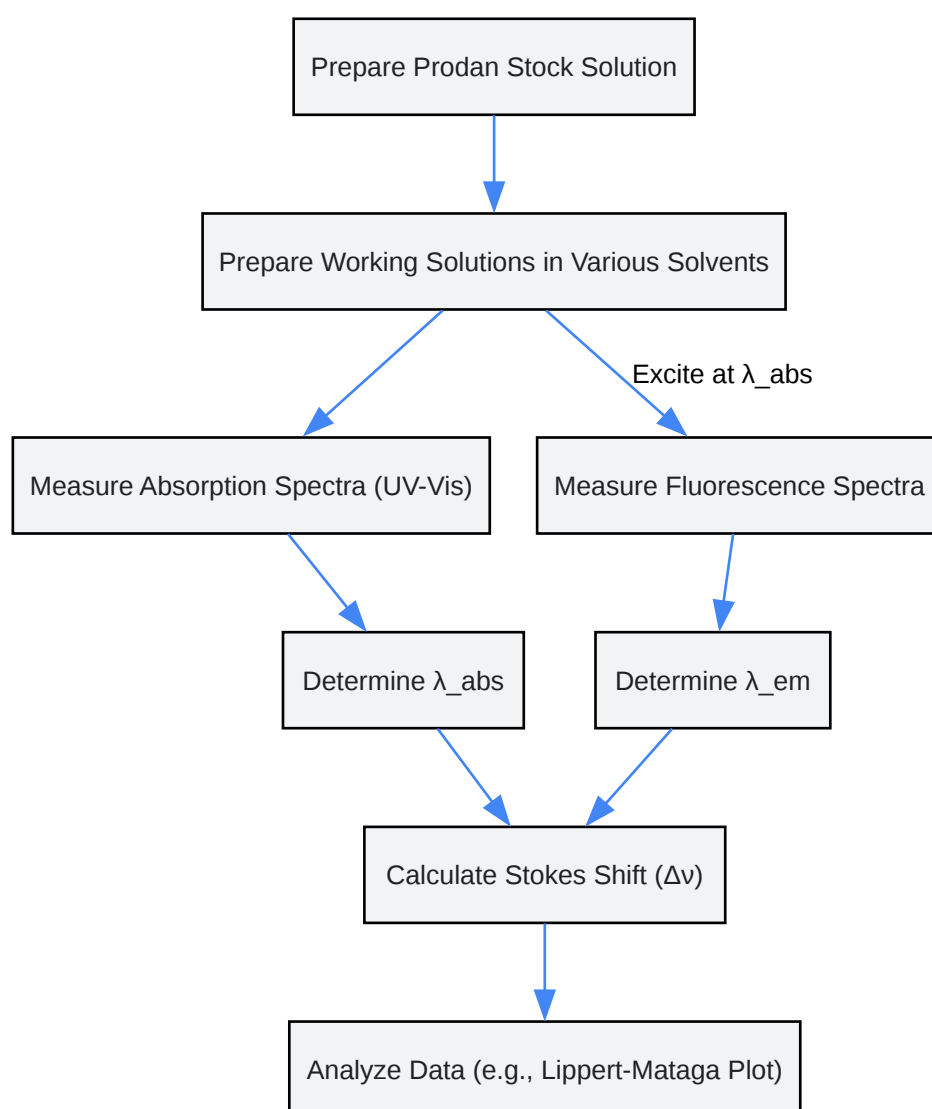 Prepare Prodan Stock Solution
Prepare Working Solutions in Various Solvents
Excite at λ_abs
Measure Absorption Spectra (UV-Vis)
Measure Fluorescence Spectra
Determine λ_abs
Determine λ_em
Calculate Stokes Shift (Δν)
Analyze Data (e.g., Lippert-Mataga Plot)